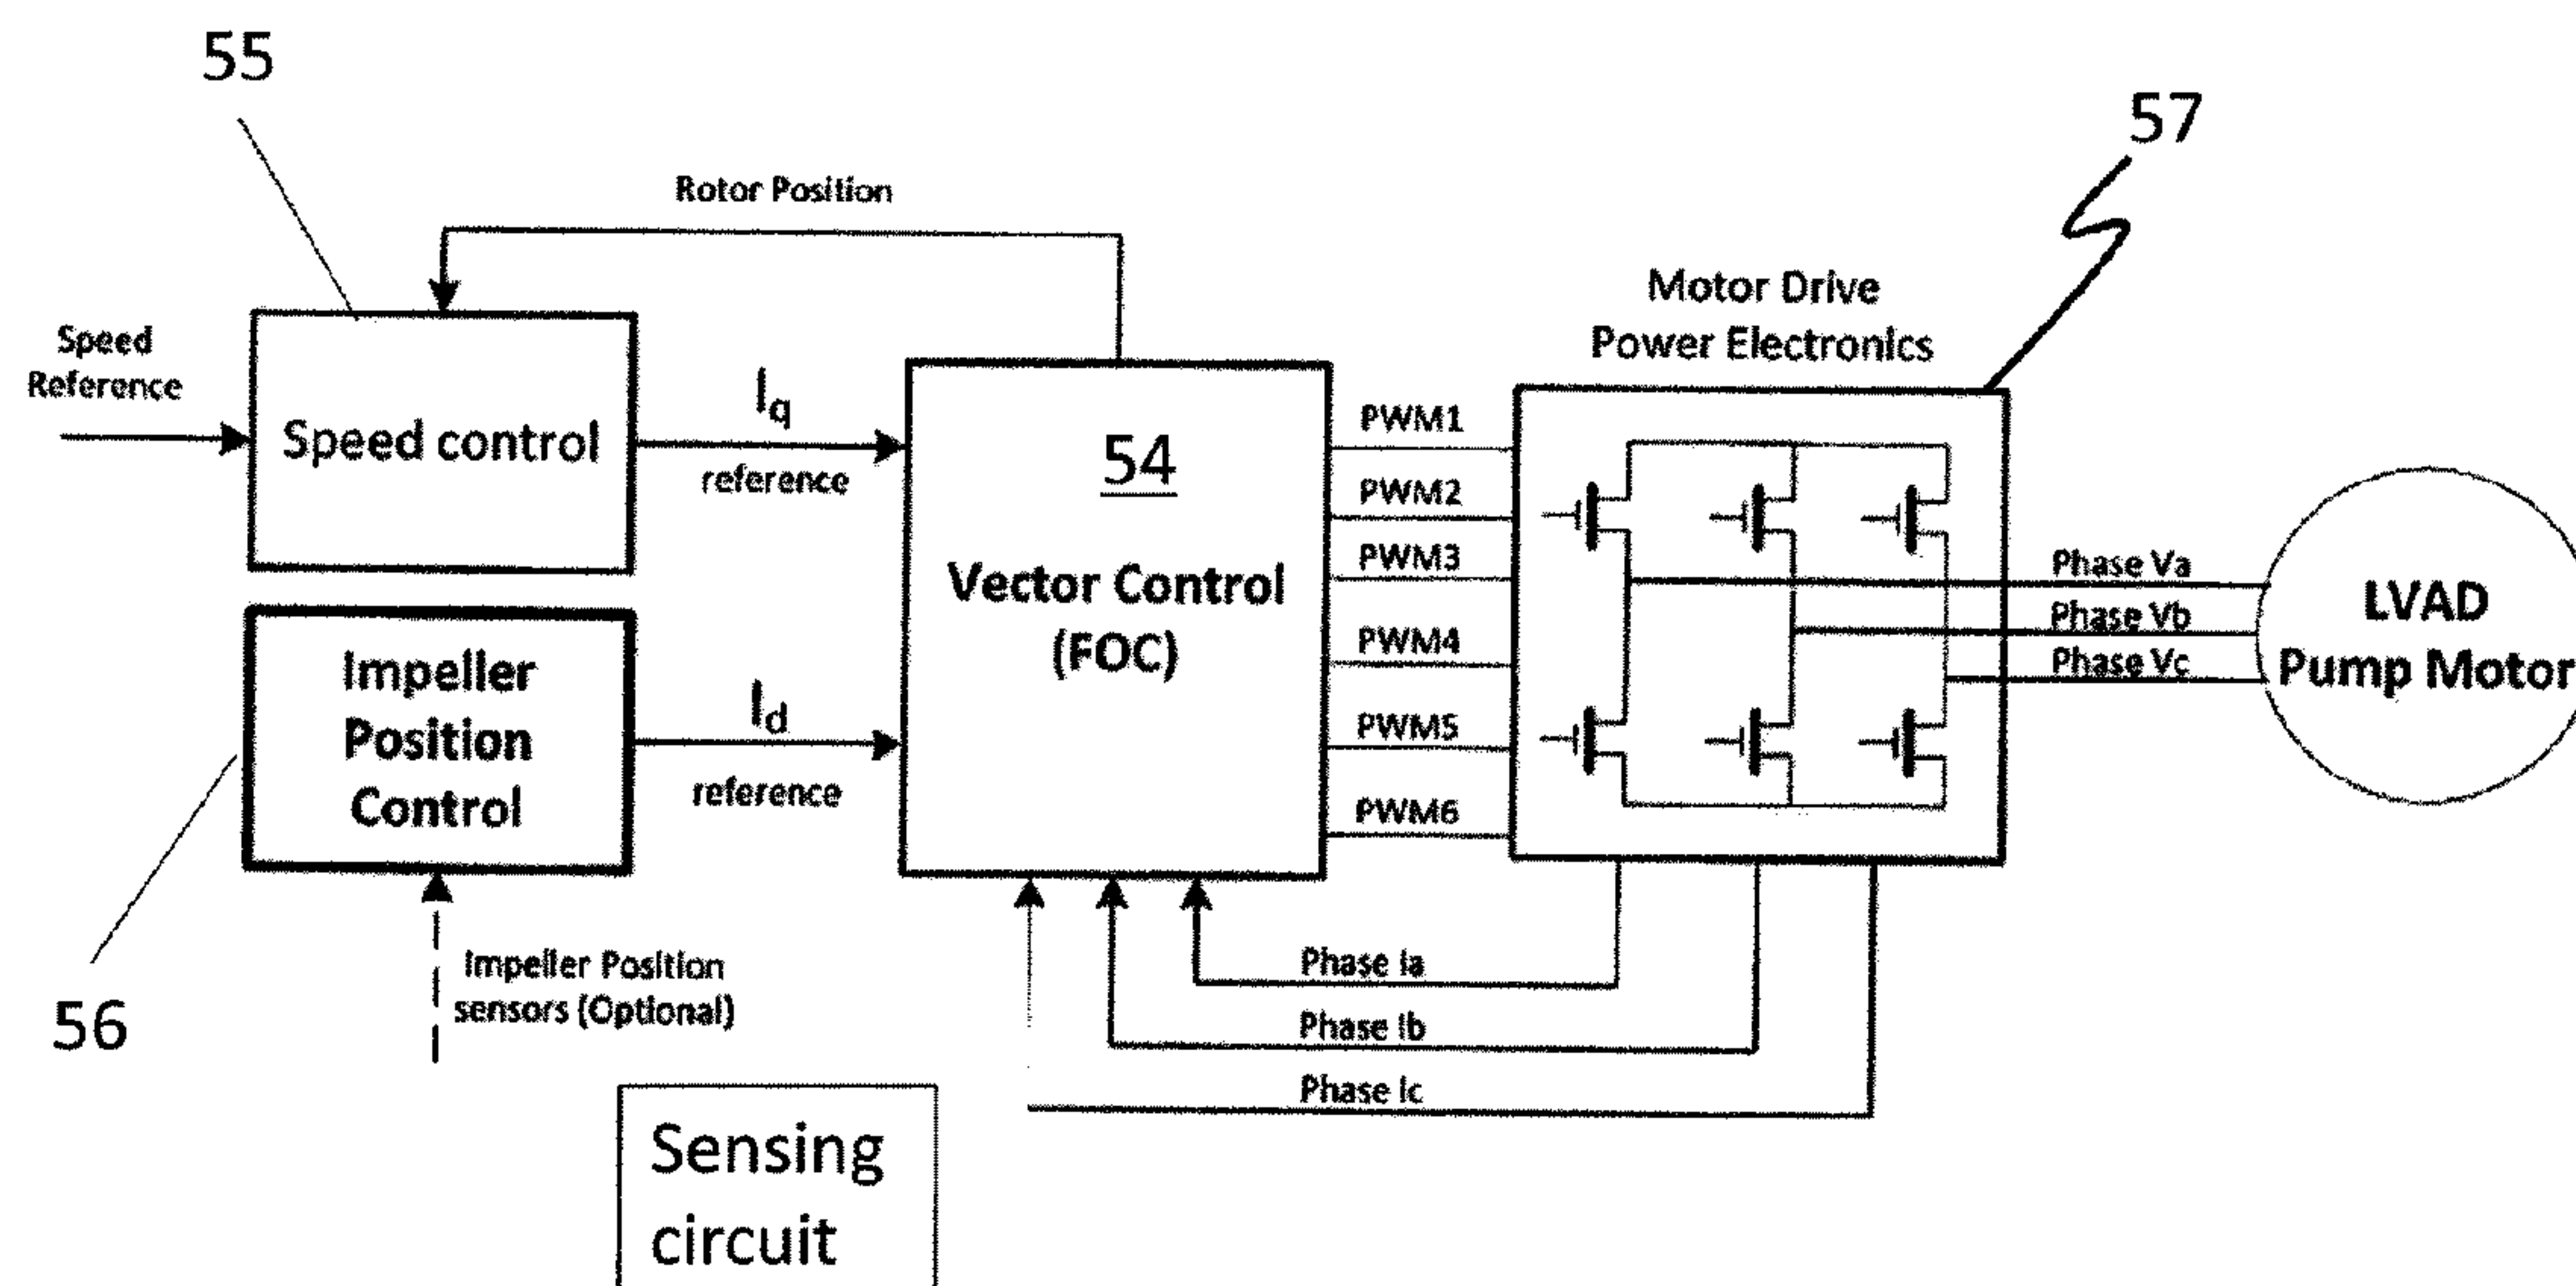 55
57
Rotor Position
Motor Drive
Power Electronics
Speed
Reference
Speed control
Iq
reference
54
Vector Control
(FOC)
PWM1
PWM2
PWM3
PWM4
PWM5
PWM6
Phase Va
Phase Vb
Phase Vc
LVAD
Pump Motor
Impeller
Position
Control
Id
reference
56
Impeller Position
sensors (Optional)
Phase Ia
Phase Ib
Phase Ic
Sensing
circuit